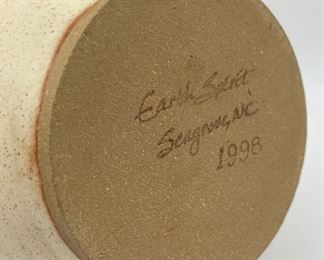 Earth Spirit
Seagrove, NC
1998